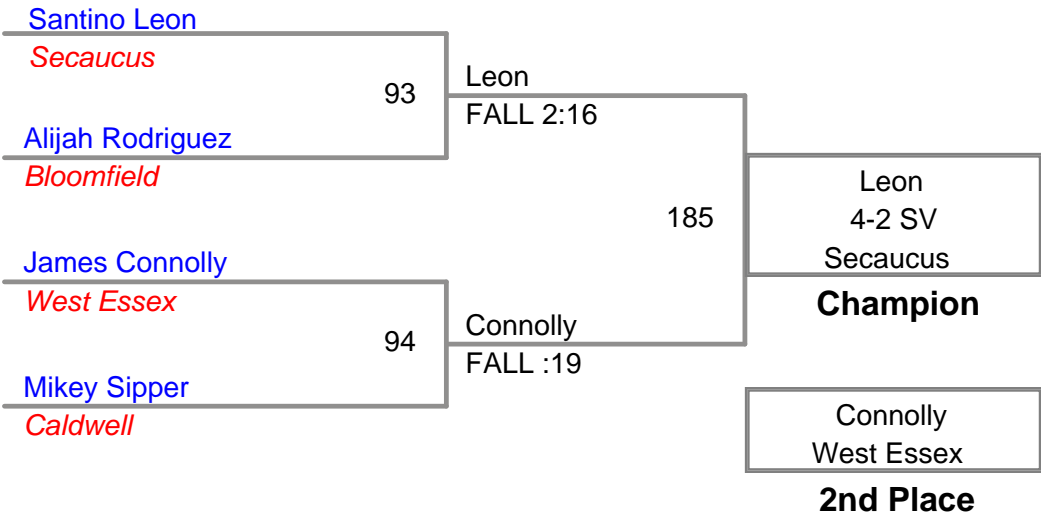 Santino Leon
Secaucus
93
Alijah Rodriguez
Bloomfield
Leon
FALL 2:16
James Connolly
West Essex
94
Mikey Sipper
Caldwell
Connolly
FALL :19
185
Leon
4-2 SV
Secaucus
Champion
Connolly
West Essex
2nd Place